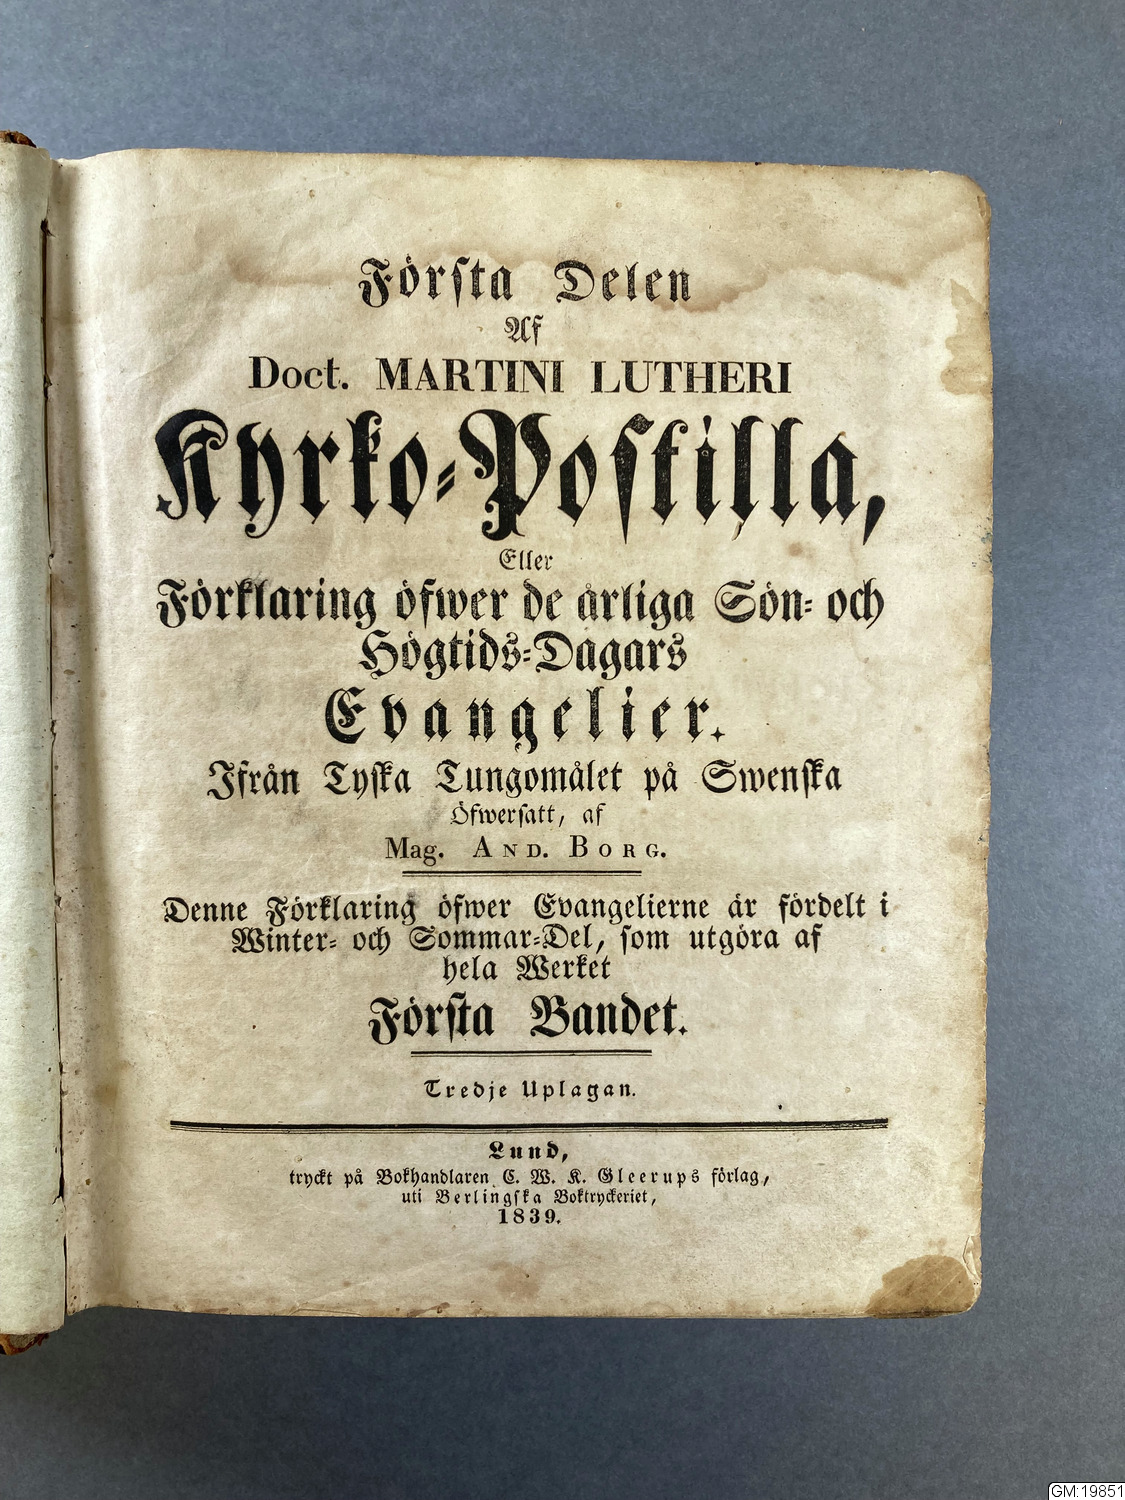 Första Delen
Af
Doct. MARTINI LUTHERI
Kyrko-Postilla,
Eller
Förklaring öfwer de årliga Sön- och
Högtids-Dagars
Evangelier.
Ifrån Tyska Tungomålet på Swenska
Öfwersatt, af
Mag. AND. BORG.
Denne Förklaring öfwer Evangelierne är fördelt i
Winter- och Sommar-Del, som utgöra af
hela Werket
Första Bandet.
Tredje Uplagan.
Lund,
tryckt på Bokhandlaren C. W. K. Gleerups förlag,
uti Berlingska Boktryckeriet,
1839.
GM:19851